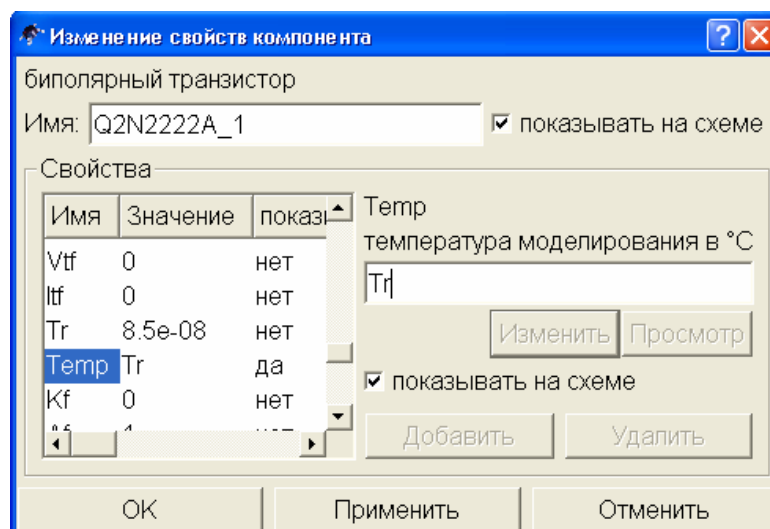 Изменение свойств компонента
биполярный транзистор
Имя: Q2N2222A_1 показывать на схеме
Свойства
Имя Значение
Temp
температура моделирования в °C
Tr
Vtf 0 нет
Itf 0 нет
Tr 8.5e-08 нет
Temp Tr да
Kf 0 нет
Изменить Просмотр
показывать на схеме
Добавить Удалить
OK Применить Отменить